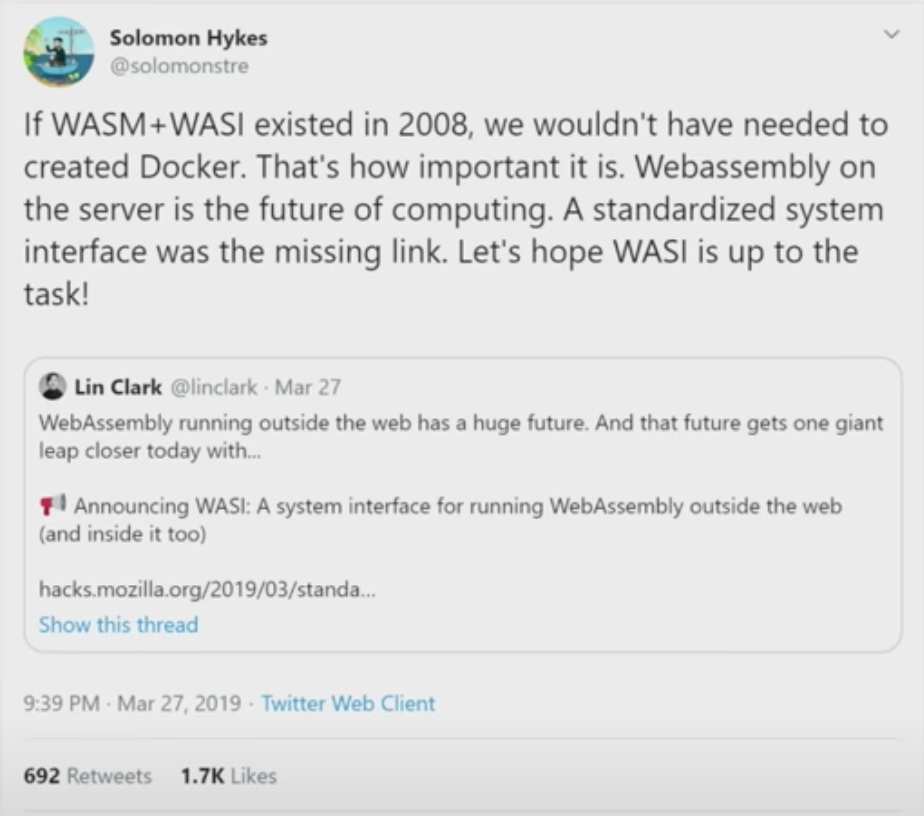 Solomon Hykes
@solomonstre
If WASM+WASI existed in 2008, we wouldn't have needed to
created Docker. That's how important it is. Webassembly on
the server is the future of computing. A standardized system
interface was the missing link. Let's hope WASI is up to the
task!
Lin Clark @linclark · Mar 27
WebAssembly running outside the web has a huge future. And that future gets one giant
leap closer today with...
📢 Announcing WASI: A system interface for running WebAssembly outside the web
(and inside it too)
hacks.mozilla.org/2019/03/standa...
Show this thread
9:39 PM · Mar 27, 2019 · Twitter Web Client
692 Retweets 1.7K Likes